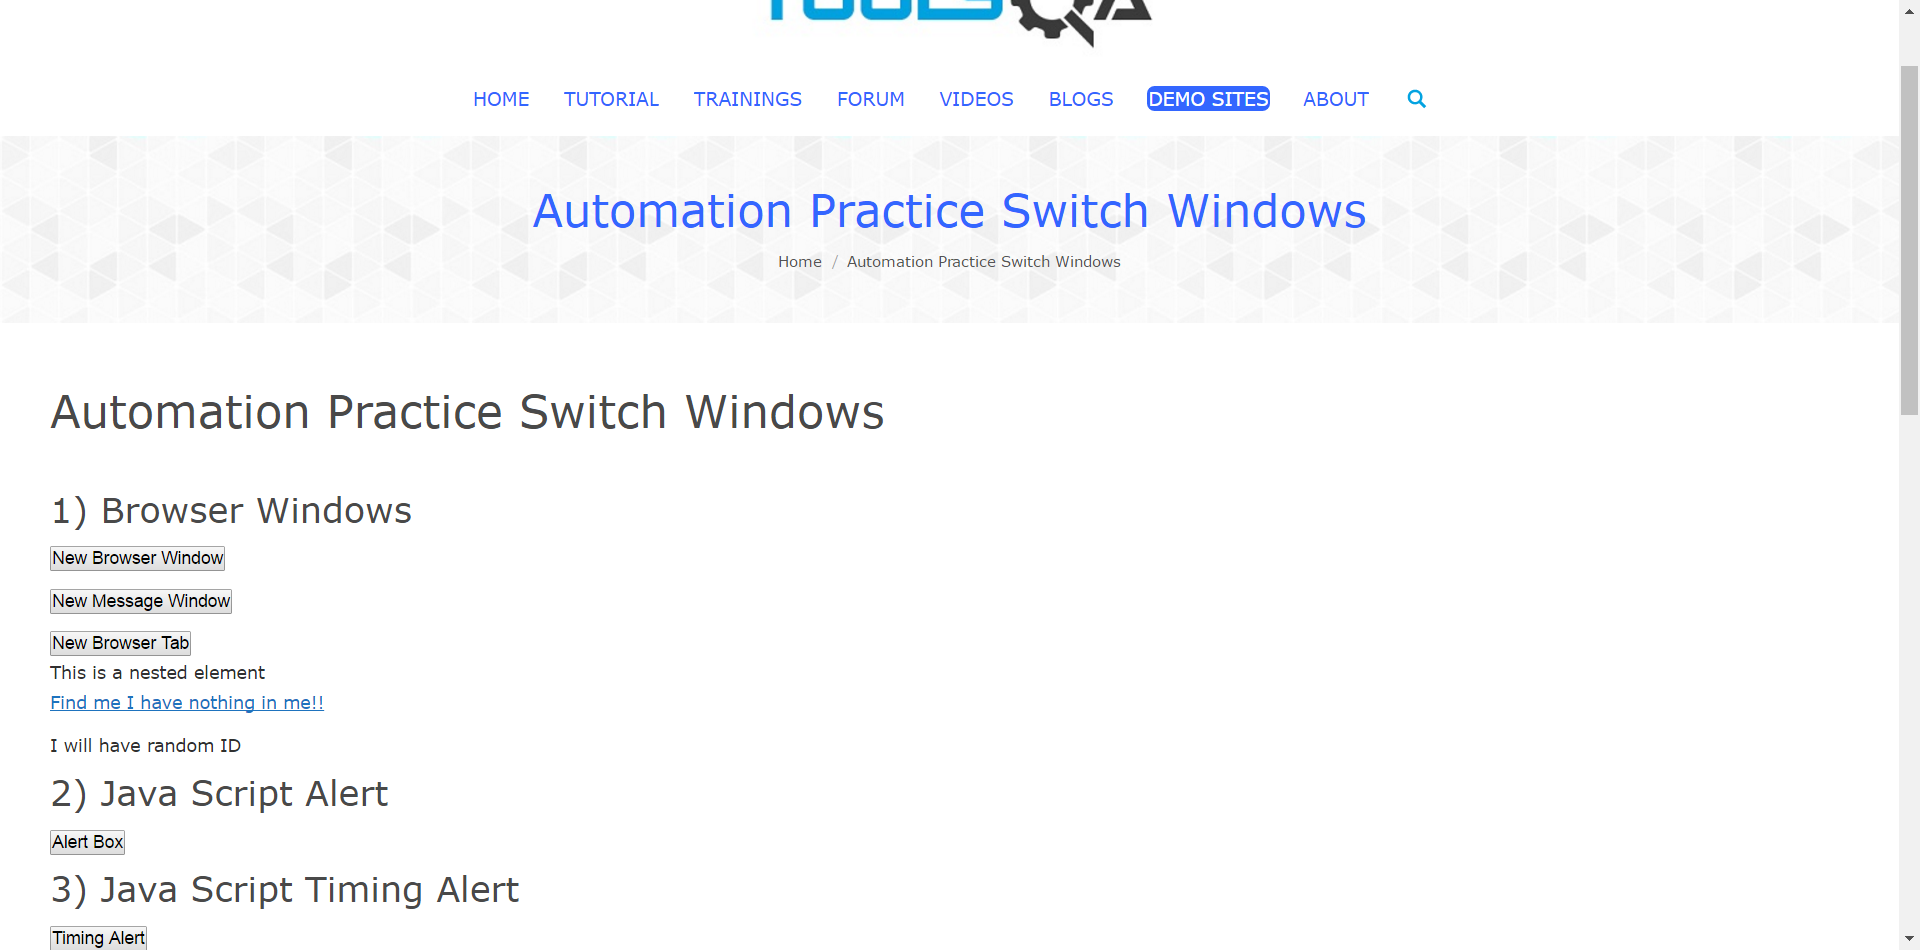 TOOLSQA
HOME TUTORIAL TRAININGS FORUM VIDEOS BLOGS DEMO SITES ABOUT
Automation Practice Switch Windows
Home / Automation Practice Switch Windows
Automation Practice Switch Windows
1) Browser Windows
New Browser Window
New Message Window
New Browser Tab
This is a nested element
Find me I have nothing in me!!
I will have random ID
2) Java Script Alert
Alert Box
3) Java Script Timing Alert
Timing Alert